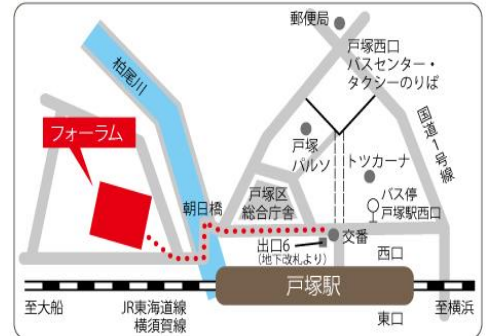 郵便局
戸塚西口
バスセンター・
タクシーのりば
柏尾川
国道1号線
フォーラム
戸塚
パルソ
トツカーナ
戸塚区
総合庁舎
朝日橋
バス停
戸塚駅西口
交番
出口6
(地下改札より)
西口
戸塚駅
至大船
JR東海道線
横須賀線
東口
至横浜